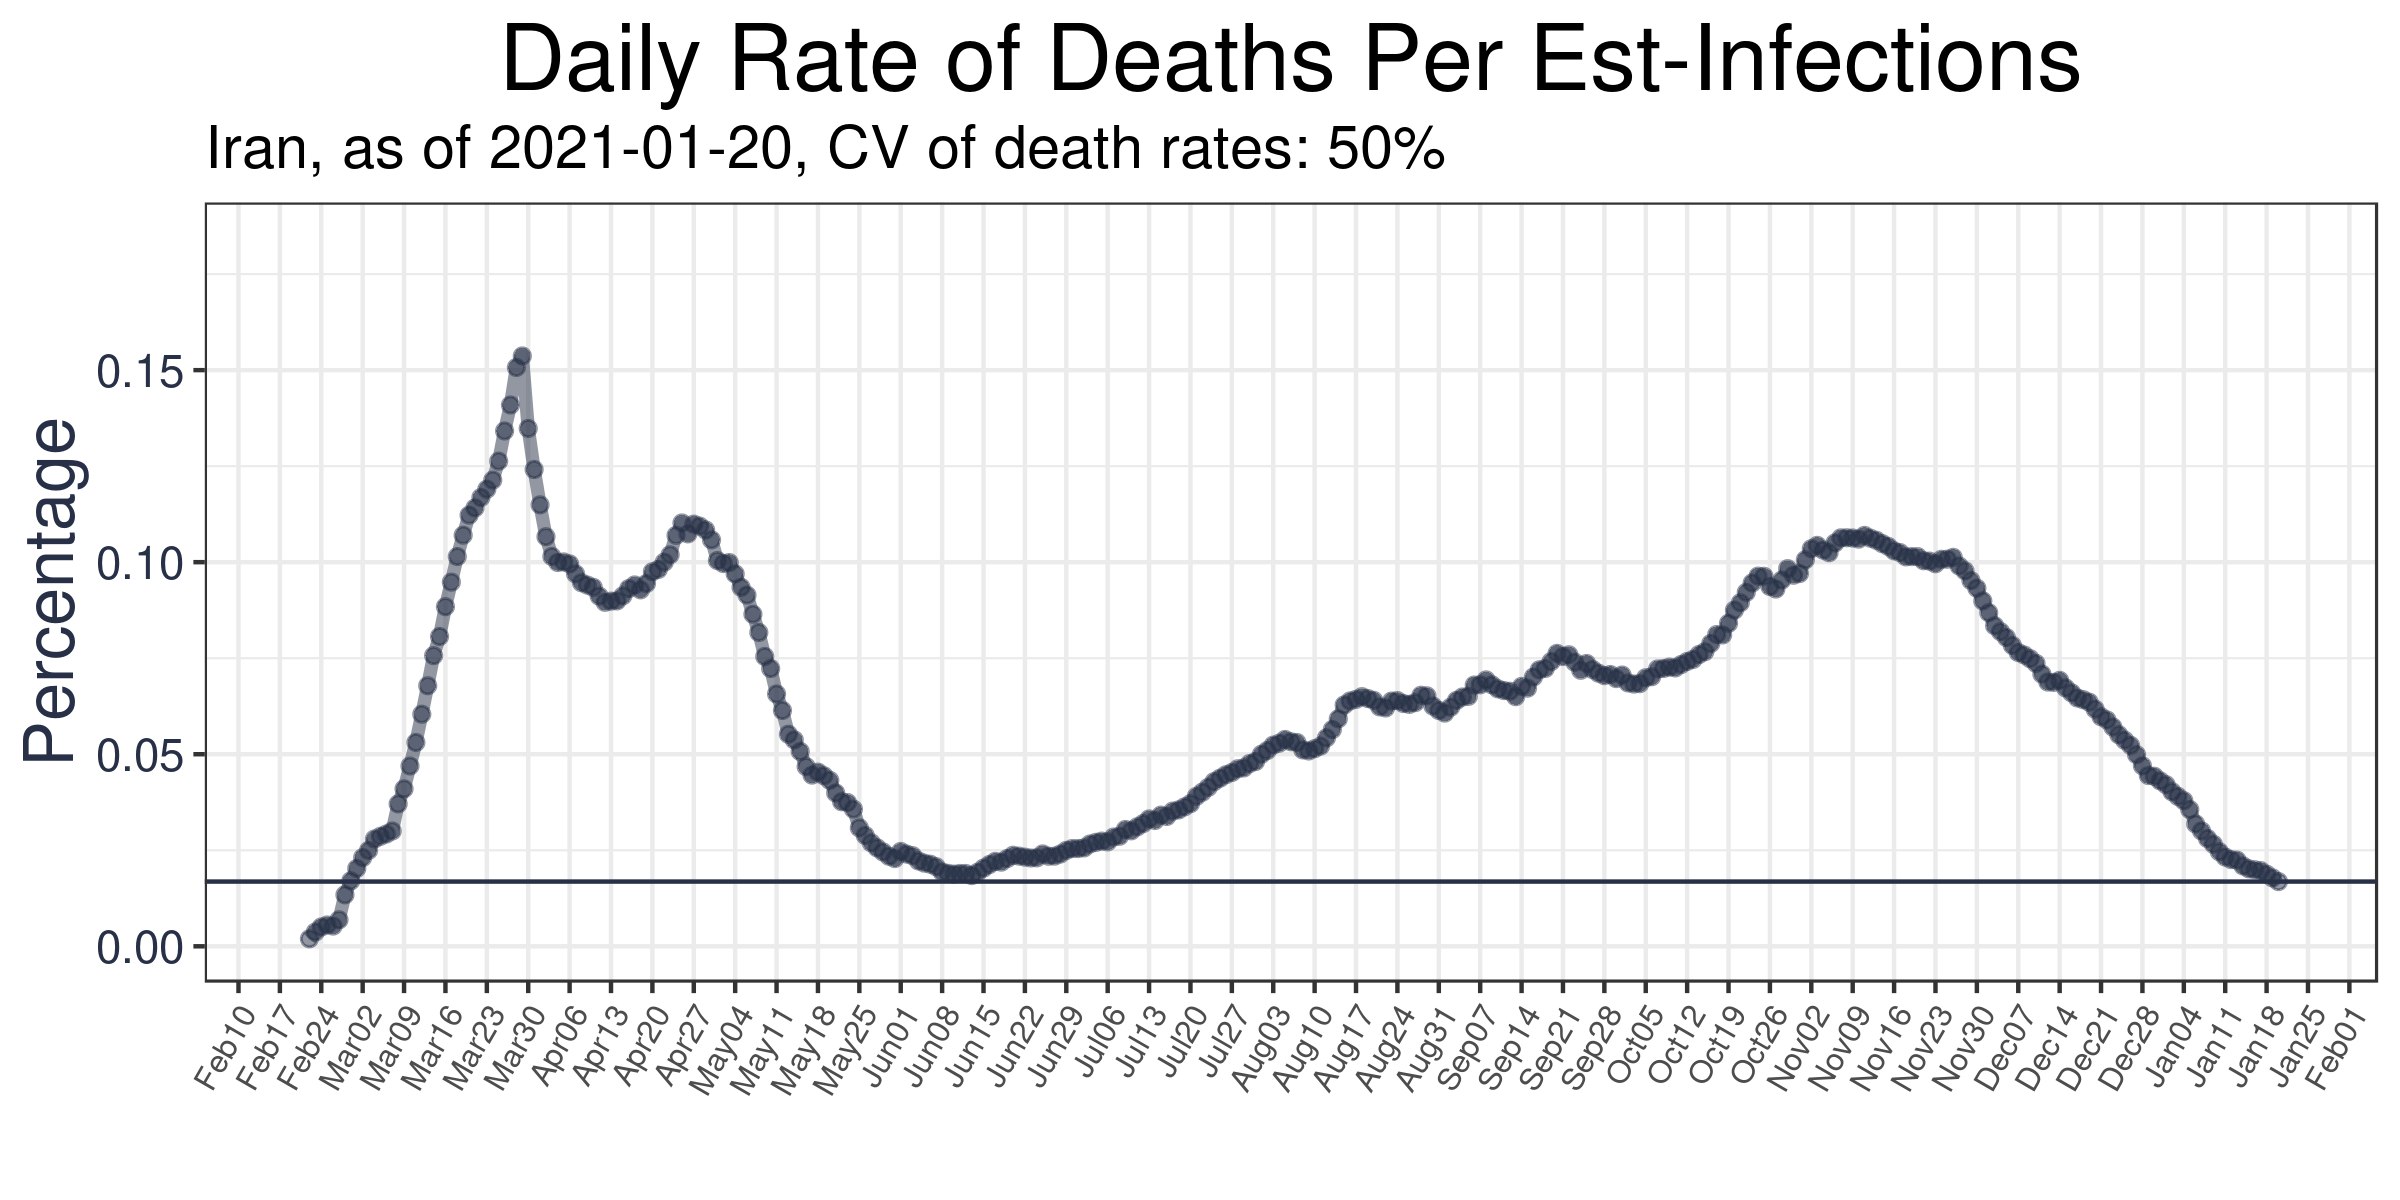 Daily Rate of Deaths Per Est-Infections
Iran, as of 2021-01-20, CV of death rates: 50%
Percentage
0.15
0.10
0.05
0.00
Feb10 Feb17 Feb24 Mar02 Mar09 Mar16 Mar23 Mar30 Apr06 Apr13 Apr20 Apr27 May04 May11 May18 May25 Jun01 Jun08 Jun15 Jun22 Jun29 Jul06 Jul13 Jul20 Jul27 Aug03 Aug10 Aug17 Aug24 Aug31 Sep07 Sep14 Sep21 Sep28 Oct05 Oct12 Oct19 Oct26 Nov02 Nov09 Nov16 Nov23 Nov30 Dec07 Dec14 Dec21 Dec28 Jan04 Jan11 Jan18 Jan25 Feb01